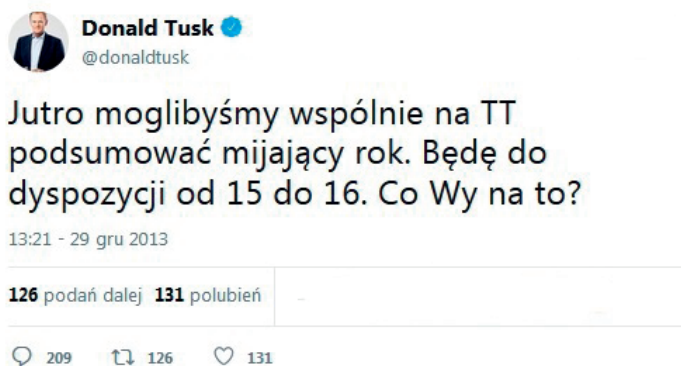 Donald Tusk
@donaldtusk
Jutro moglibyśmy wspólnie na TT
podsumować mijający rok. Będę do
dyspozycji od 15 do 16. Co Wy na to?
13:21 - 29 gru 2013
126 podań dalej 131 polubień
209 126 131